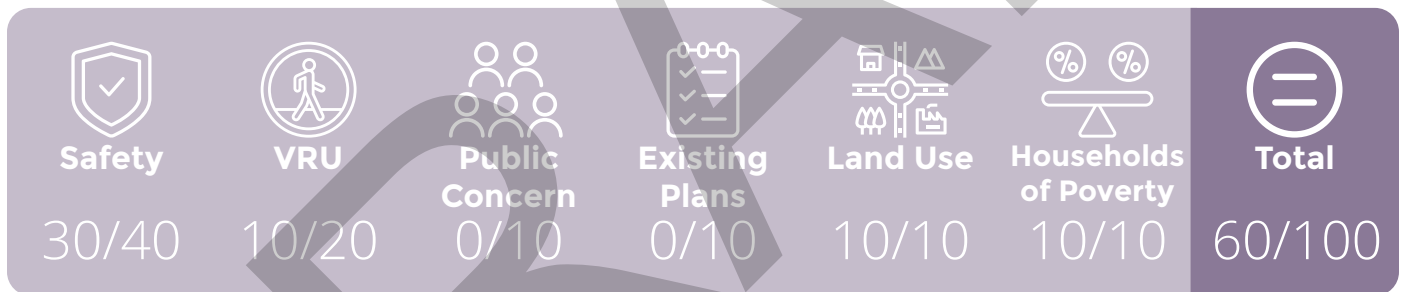 Safety VRU Public Concern Existing Plans Land Use Households of Poverty Total
30/40 10/20 0/10 0/10 10/10 10/10 60/100